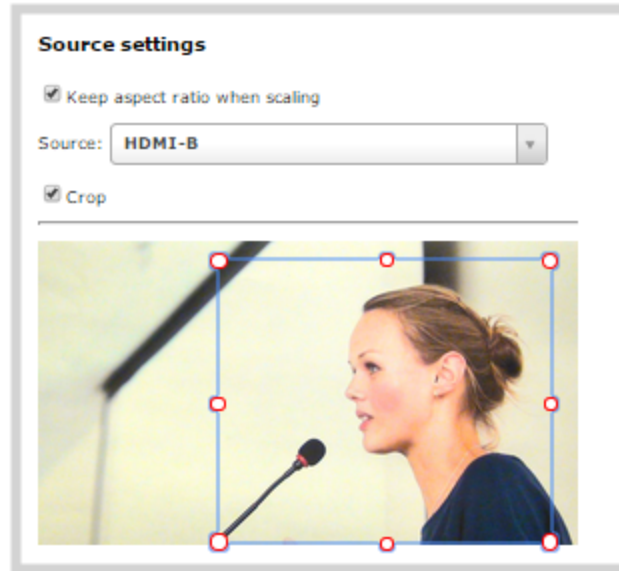 Source settings
Keep aspect ratio when scaling
Source: HDMI-B
Crop